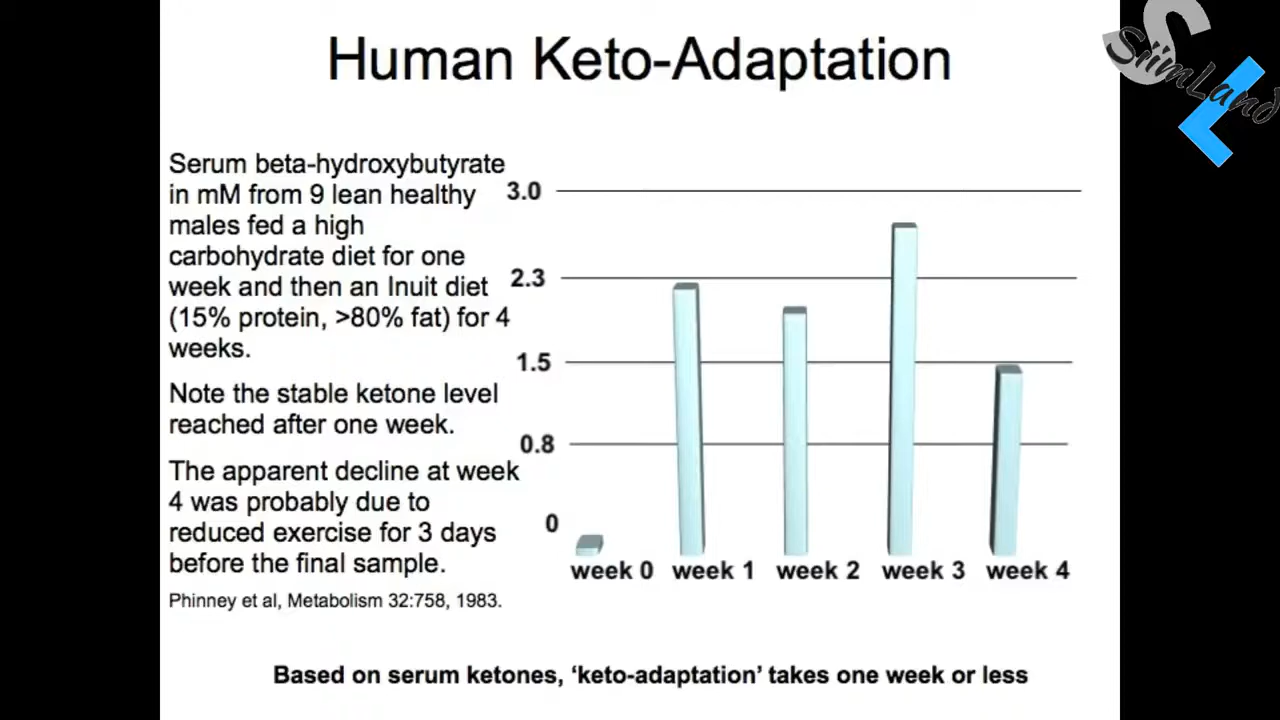 Human Keto-Adaptation
SiimLand
Serum beta-hydroxybutyrate
in mM from 9 lean healthy
males fed a high
carbohydrate diet for one
week and then an Inuit diet
(15% protein, >80% fat) for 4
weeks.
Note the stable ketone level
reached after one week.
The apparent decline at week
4 was probably due to
reduced exercise for 3 days
before the final sample.
Phinney et al, Metabolism 32:758, 1983.
3.0
2.3
1.5
0.8
0
week 0 week 1 week 2 week 3 week 4
Based on serum ketones, ‘keto-adaptation’ takes one week or less